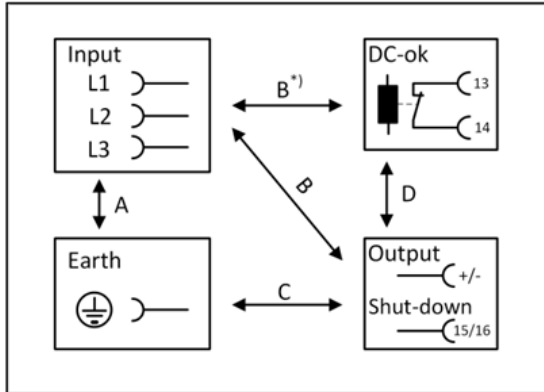 Input
L1
L2
L3
B*)
DC-ok
13
14
A
B
D
Earth
C
Output
+/-
Shut-down
15/16